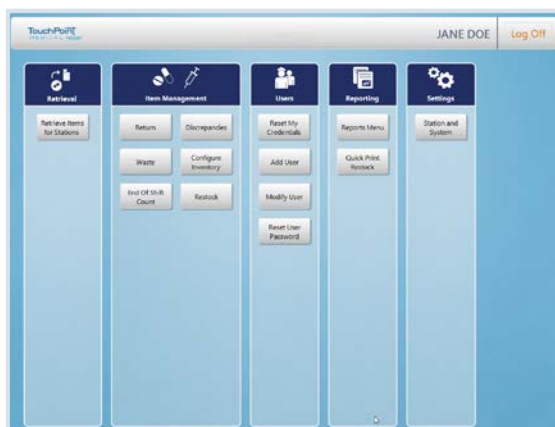 TouchPoint
MEDICAL
JANE DOE
Log Off
Retrieval
Retrieve Items
for Stations
Item Management
Return
Discrepancies
Waste
Configure
Inventory
End Of Shift
Count
Restock
Users
Reset My
Credentials
Add User
Modify User
Reset User
Password
Reporting
Reports Menu
Quick Print
Restock
Settings
Station and
System